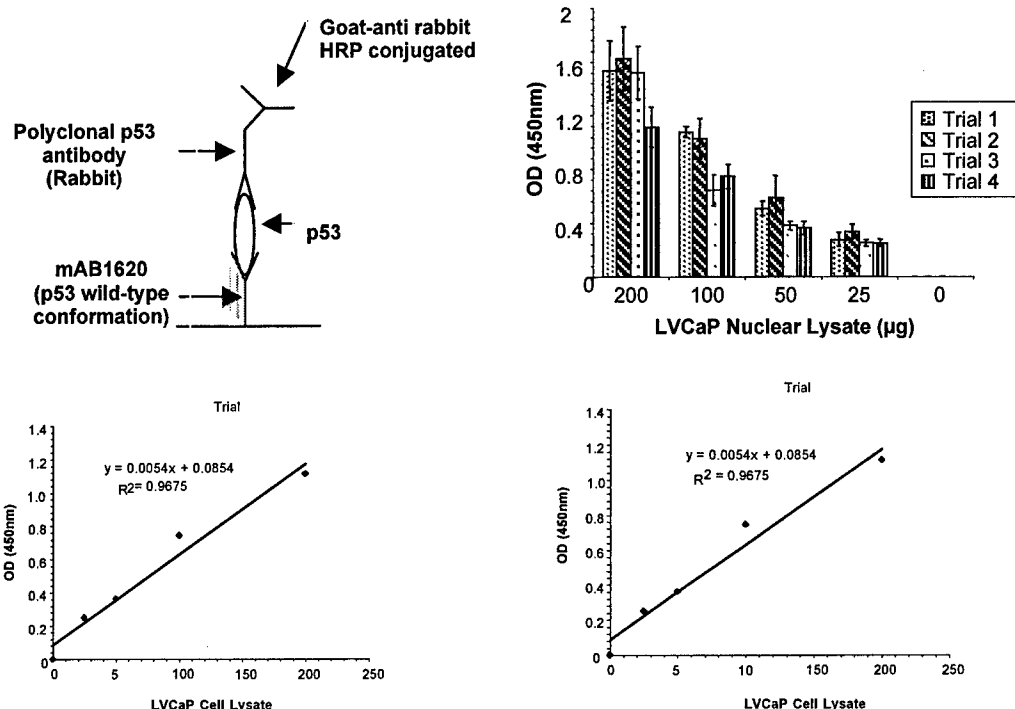 Goat-anti rabbit
HRP conjugated
Polyclonal p53
antibody
(Rabbit)
p53
mAB1620
(p53 wild-type
conformation)
2
1.6
1.2
0.8
0.4
0
OD (450nm)
200 100 50 25 0
LVCaP Nuclear Lysate (µg)
Trial 1
Trial 2
Trial 3
Trial 4
Trial
1.4
1.2
1.0
0.8
0.6
0.4
0.2
0
y = 0.0054x + 0.0854
R2= 0.9675
OD (450nm)
0 5 100 150 200 250
LVCaP Cell Lysate
Trial
1.4
1.2
1.0
0.8
0.6
0.4
0.2
0
y = 0.0054x + 0.0854
R2 = 0.9675
OD (450nm)
0 5 10 150 200 250
LVCaP Cell Lysate